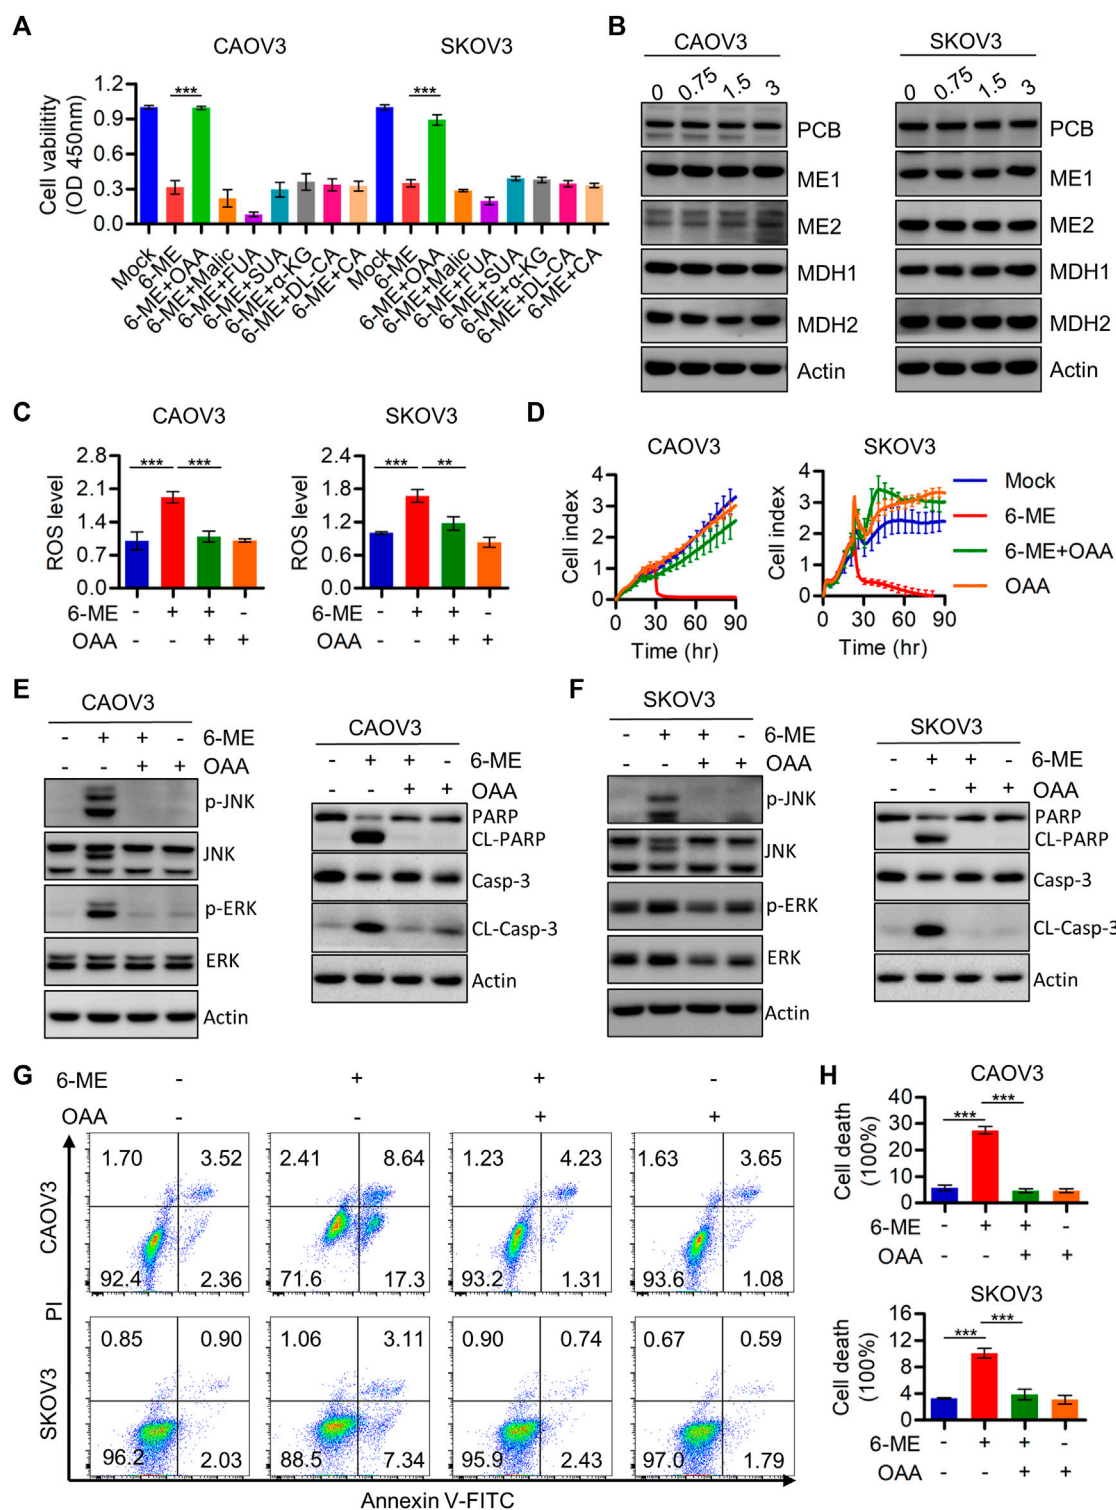 A
CAOV3
SKOV3
Cell vabilitity
(OD 450nm)
1.2
0.9
0.6
0.3
0.0
Mock
6-ME
6-ME+OAA
6-ME+Malic
6-ME+FUA
6-ME+SUA
6-ME+α-KG
6-ME+DL-CA
6-ME+CA
Mock
6-ME
6-ME+OAA
6-ME+Malic
6-ME+FUA
6-ME+SUA
6-ME+α-KG
6-ME+DL-CA
6-ME+CA
*** ***
B
CAOV3
0 0.75 1.5 3
PCB
ME1
ME2
MDH1
MDH2
Actin
SKOV3
0 0.75 1.5 3
PCB
ME1
ME2
MDH1
MDH2
Actin
C
CAOV3
ROS level
2.8
2.1
1.4
0.7
0.0
*** ***
6-ME - + + -
OAA - - + +
SKOV3
ROS level
2.8
2.1
1.4
0.7
0.0
*** **
6-ME - + + -
OAA - - + +
D
CAOV3
Cell index
4
3
2
1
0
0 30 60 90
Time (hr)
SKOV3
Cell index
4
3
2
1
0
0 30 60 90
Time (hr)
Mock
6-ME
6-ME+OAA
OAA
E
CAOV3
- + + - 6-ME
- - + + OAA
p-JNK
JNK
p-ERK
ERK
Actin
CAOV3
- + + - 6-ME
- - + + OAA
PARP
CL-PARP
Casp-3
CL-Casp-3
Actin
F
SKOV3
- + + - 6-ME
- - + + OAA
p-JNK
JNK
p-ERK
ERK
Actin
SKOV3
- + + - 6-ME
- - + + OAA
PARP
CL-PARP
Casp-3
CL-Casp-3
Actin
G
6-ME - + + -
OAA - - + +
CAOV3
1.70 3.52 2.41 8.64 1.23 4.23 1.63 3.65
92.4 2.36 71.6 17.3 93.2 1.31 93.6 1.08
PI
SKOV3
0.85 0.90 1.06 3.11 0.90 0.74 0.67 0.59
96.2 2.03 88.5 7.34 95.9 2.43 97.0 1.79
Annexin V-FITC
H
CAOV3
Cell death
(100%)
40
30
20
10
0
*** ***
6-ME - + + -
OAA - - + +
SKOV3
Cell death
(100%)
16
12
8
4
0
*** ***
6-ME - + + -
OAA - - + +